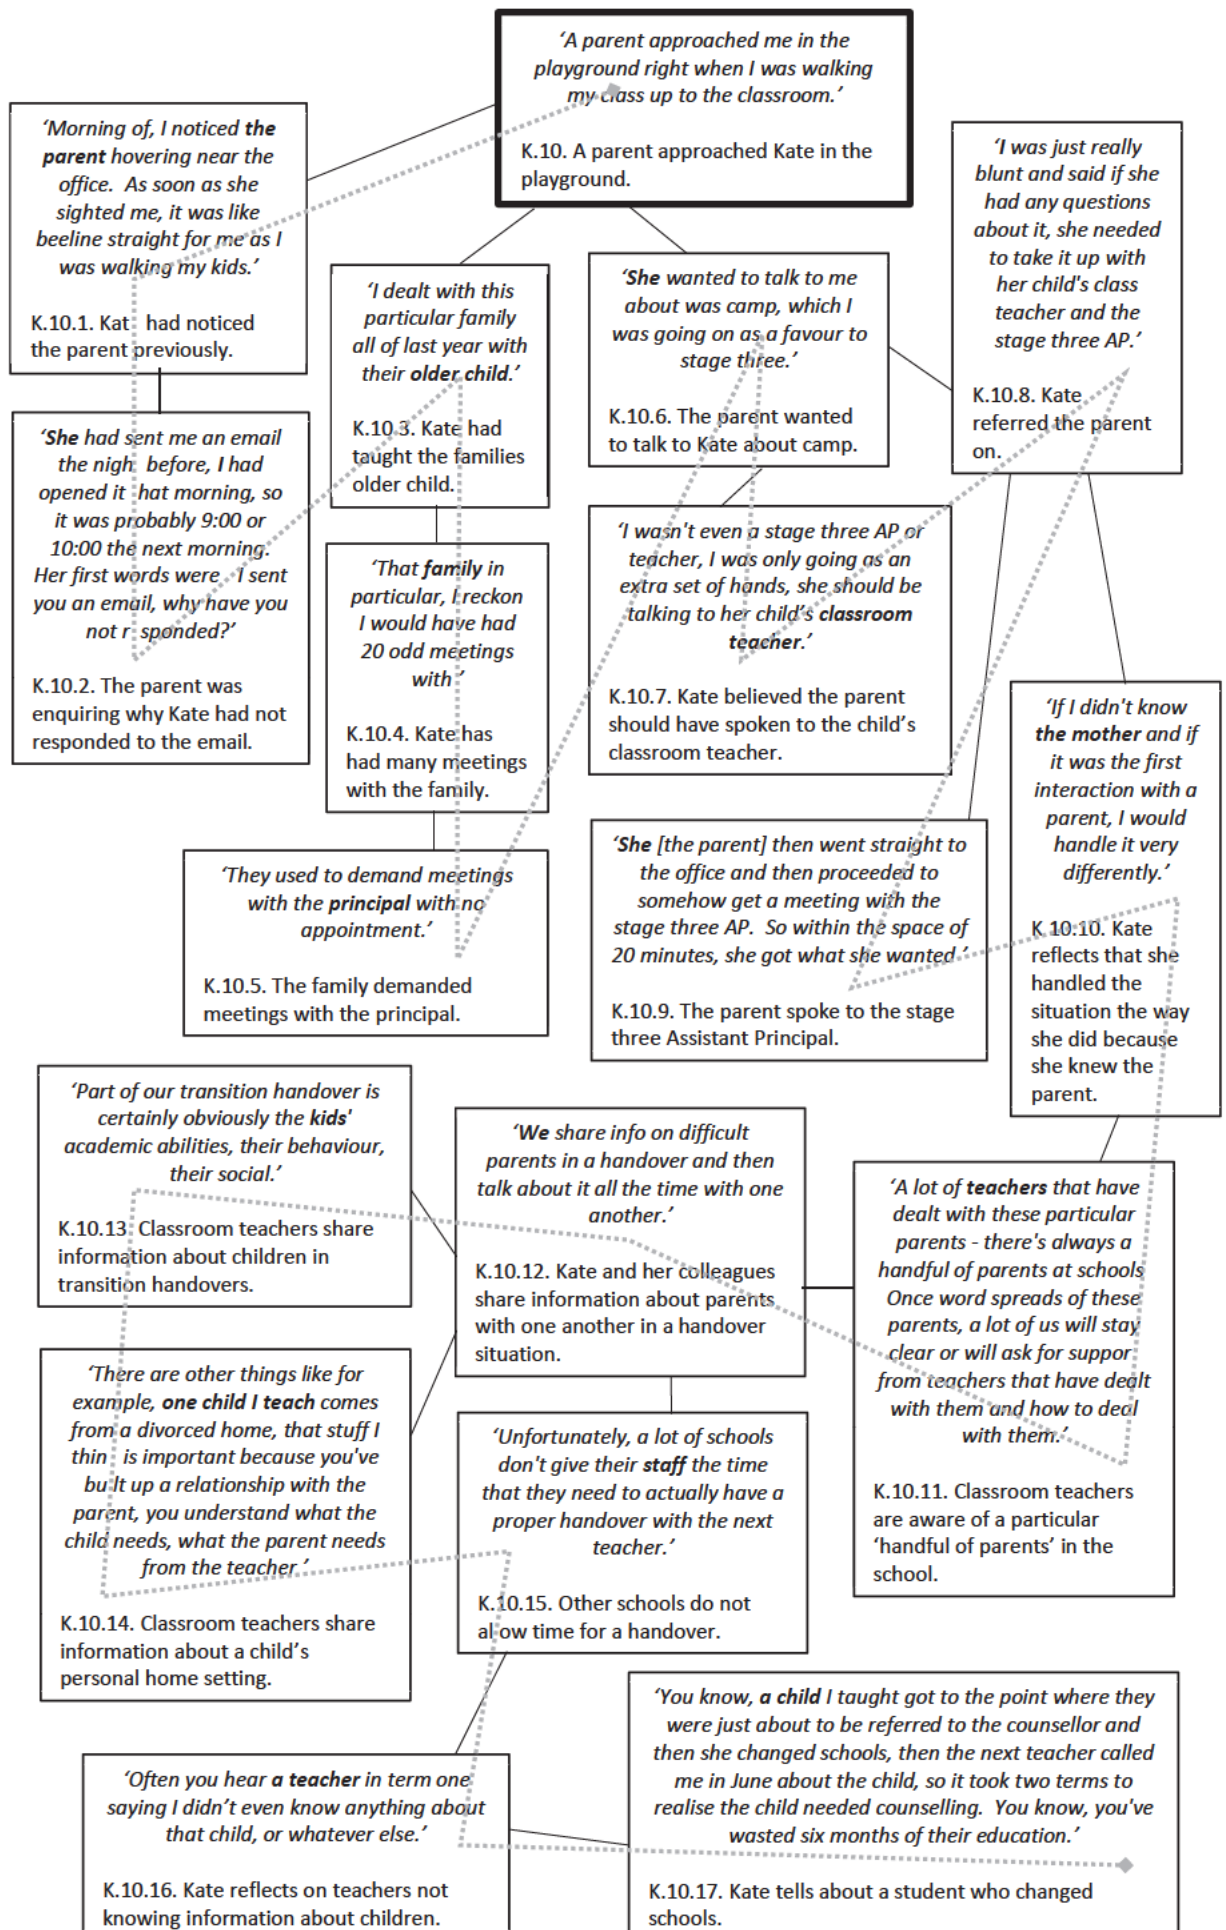 ‘A parent approached me in the
playground right when I was walking
my class up to the classroom.’
K.10. A parent approached Kate in the
playground.
‘Morning of, I noticed the
parent hovering near the
office.  As soon as she
sighted me, it was like
beeline straight for me as I
was walking my kids.’
K.10.1. Kat  had noticed
the parent previously.
‘She had sent me an email
the nigh  before, I had
opened it  hat morning, so
it was probably 9:00 or
10:00 the next morning.
Her first words were  I sent
you an email, why have you
not r sponded?’
K.10.2. The parent was
enquiring why Kate had not
responded to the email.
‘I dealt with this
particular family
all of last year with
their older child.’
K.10.3. Kate had
taught the families
older child.
‘That family in
particular, I reckon
I would have had
20 odd meetings
with ’
K.10.4. Kate has
had many meetings
with the family.
‘They used to demand meetings
with the principal with no
appointment.’
K.10.5. The family demanded
meetings with the principal.
‘She wanted to talk to me
about was camp, which I
was going on as a favour to
stage three.’
K.10.6. The parent wanted
to talk to Kate about camp.
‘I wasn't even a stage three AP or
teacher, I was only going as an
extra set of hands, she should be
talking to her child’s classroom
teacher.’
K.10.7. Kate believed the parent
should have spoken to the child’s
classroom teacher.
‘I was just really
blunt and said if she
had any questions
about it, she needed
to take it up with
her child's class
teacher and the
stage three AP.’
K.10.8. Kate
referred the parent
on.
‘She [the parent] then went straight to
the office and then proceeded to
somehow get a meeting with the
stage three AP.  So within the space of
20 minutes, she got what she wanted ’
K.10.9. The parent spoke to the stage
three Assistant Principal.
‘If I didn't know
the mother and if
it was the first
interaction with a
parent, I would
handle it very
differently.’
K.10.10. Kate
reflects that she
handled the
situation the way
she did because
she knew the
parent.
‘A lot of teachers that have
dealt with these particular
parents - there's always a
handful of parents at schools
Once word spreads of these
parents, a lot of us will stay
clear or will ask for suppor
from teachers that have dealt
with them and how to deal
with them.’
K.10.11. Classroom teachers
are aware of a particular
‘handful of parents’ in the
school.
‘We share info on difficult
parents in a handover and then
talk about it all the time with one
another.’
K.10.12. Kate and her colleagues
share information about parents
with one another in a handover
situation.
‘Part of our transition handover is
certainly obviously the kids'
academic abilities, their behaviour,
their social.’
K.10.13. Classroom teachers share
information about children in
transition handovers.
‘There are other things like for
example, one child I teach comes
from a divorced home, that stuff I
thin  is important because you've
bu lt up a relationship with the
parent, you understand what the
child needs, what the parent needs
from the teacher ’
K.10.14. Classroom teachers share
information about a child’s
personal home setting.
‘Unfortunately, a lot of schools
don't give their staff the time
that they need to actually have a
proper handover with the next
teacher.’
K.10.15. Other schools do not
al ow time for a handover.
‘Often you hear a teacher in term one
saying I didn’t even know anything about
that child, or whatever else.’
K.10.16. Kate reflects on teachers not
knowing information about children.
‘You know, a child I taught got to the point where they
were just about to be referred to the counsellor and
then she changed schools, then the next teacher called
me in June about the child, so it took two terms to
realise the child needed counselling.  You know, you've
wasted six months of their education.’
K.10.17. Kate tells about a student who changed
schools.